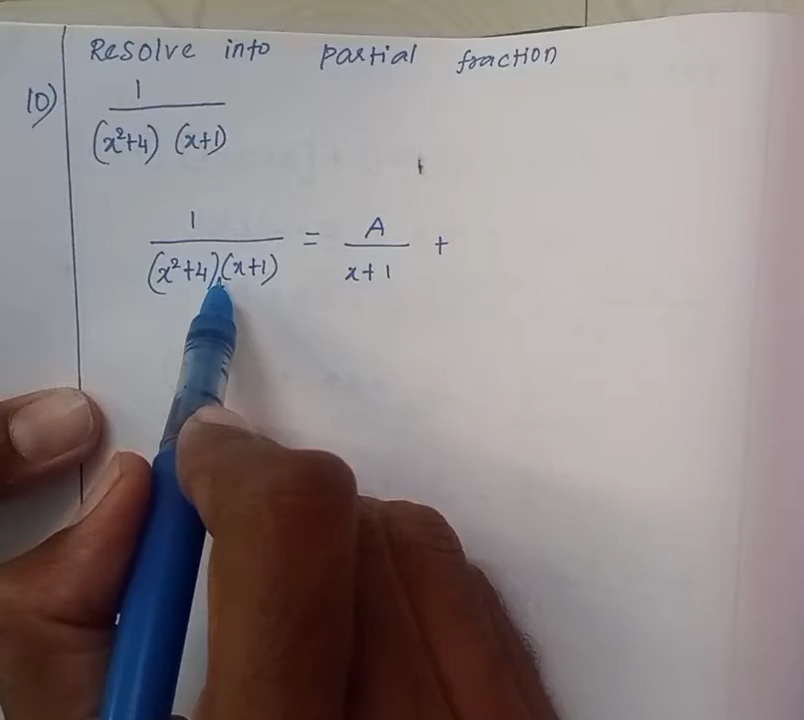 Resolve into partial fraction
10) 1
(x²+4) (x+1)
1/((x²+4)(x+1)) = A/(x+1) +